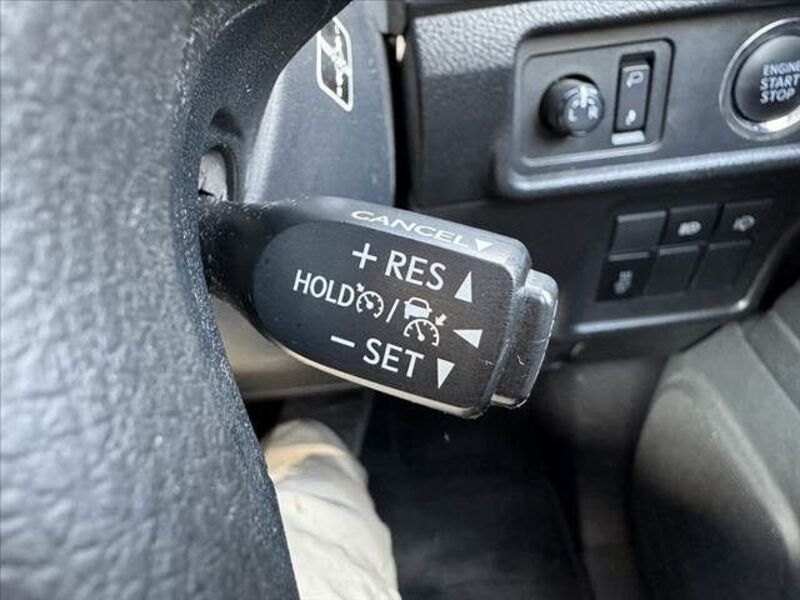 CANCEL▼
+ RES ▲
HOLD /
− SET ▼
ENGINE
START
STOP
L R